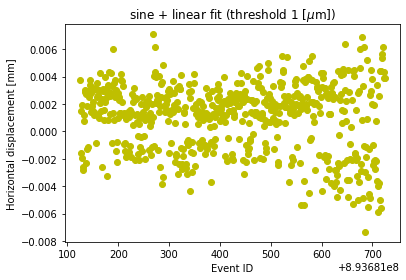 sine + linear fit (threshold 1 [μm])
Horizontal displacement [mm]
0.006
0.004
0.002
0.000
−0.002
−0.004
−0.006
−0.008
100 200 300 400 500 600 700
Event ID
+8.93681e8